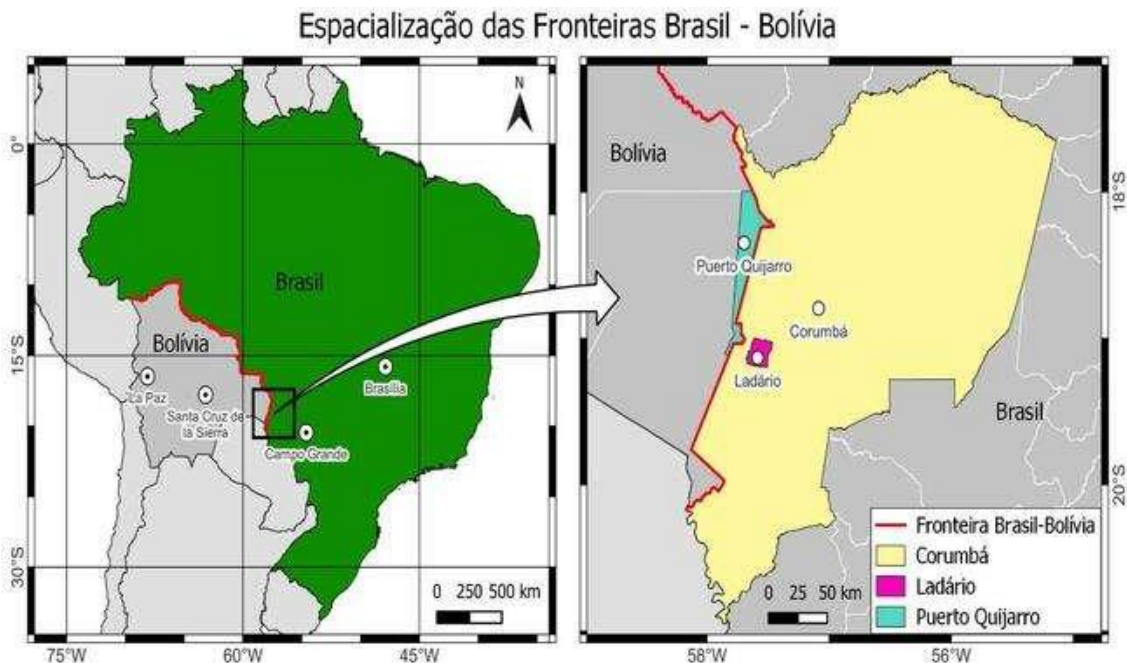 Espacialização das Fronteiras Brasil - Bolívia
N
0°
15°S
30°S
75°W
60°W
45°W
Brasil
Bolívia
La Paz
Santa Cruz de
la Sierra
Brasília
Campo Grande
0 250 500 km
Bolívia
Puerto Quijarro
Corumbá
Ladário
Brasil
18°S
20°S
58°W
56°W
0 25 50 km
Fronteira Brasil-Bolívia
Corumbá
Ladário
Puerto Quijarro